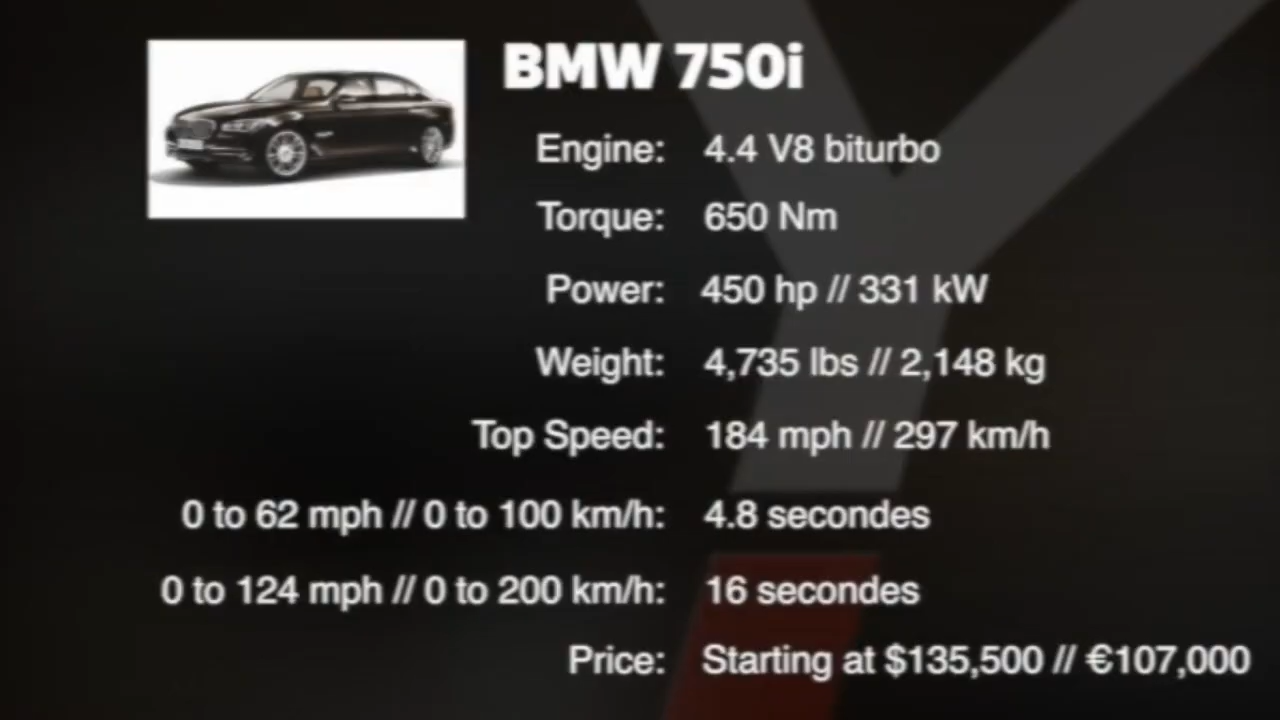 BMW 750i
Engine: 4.4 V8 biturbo
Torque: 650 Nm
Power: 450 hp // 331 kW
Weight: 4,735 lbs // 2,148 kg
Top Speed: 184 mph // 297 km/h
0 to 62 mph // 0 to 100 km/h: 4.8 secondes
0 to 124 mph // 0 to 200 km/h: 16 secondes
Price: Starting at $135,500 // €107,000